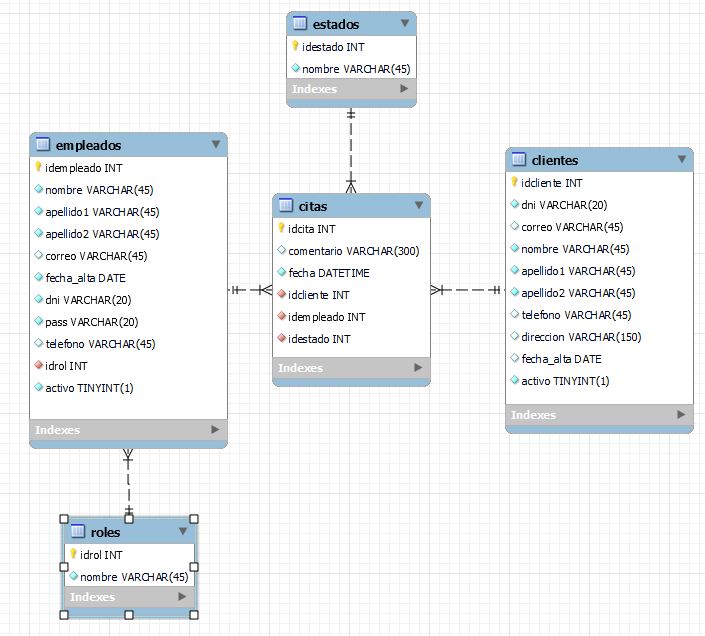 estados
idestado INT
nombre VARCHAR(45)
Indexes
empleados
idempleado INT
nombre VARCHAR(45)
apellido1 VARCHAR(45)
apellido2 VARCHAR(45)
correo VARCHAR(45)
fecha_alta DATE
dni VARCHAR(20)
pass VARCHAR(20)
telefono VARCHAR(45)
idrol INT
activo TINYINT(1)
Indexes
citas
idcita INT
comentario VARCHAR(300)
fecha DATETIME
idcliente INT
idempleado INT
idestado INT
Indexes
clientes
idcliente INT
dni VARCHAR(20)
correo VARCHAR(45)
nombre VARCHAR(45)
apellido1 VARCHAR(45)
apellido2 VARCHAR(45)
telefono VARCHAR(45)
direccion VARCHAR(150)
fecha_alta DATE
activo TINYINT(1)
Indexes
roles
idrol INT
nombre VARCHAR(45)
Indexes